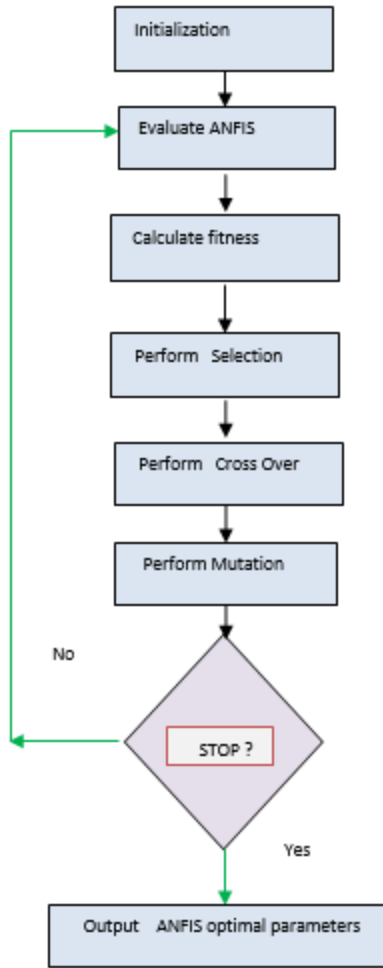 Initialization
Evaluate ANFIS
Calculate fitness
Perform Selection
Perform Cross Over
Perform Mutation
No
STOP ?
Yes
Output ANFIS optimal parameters